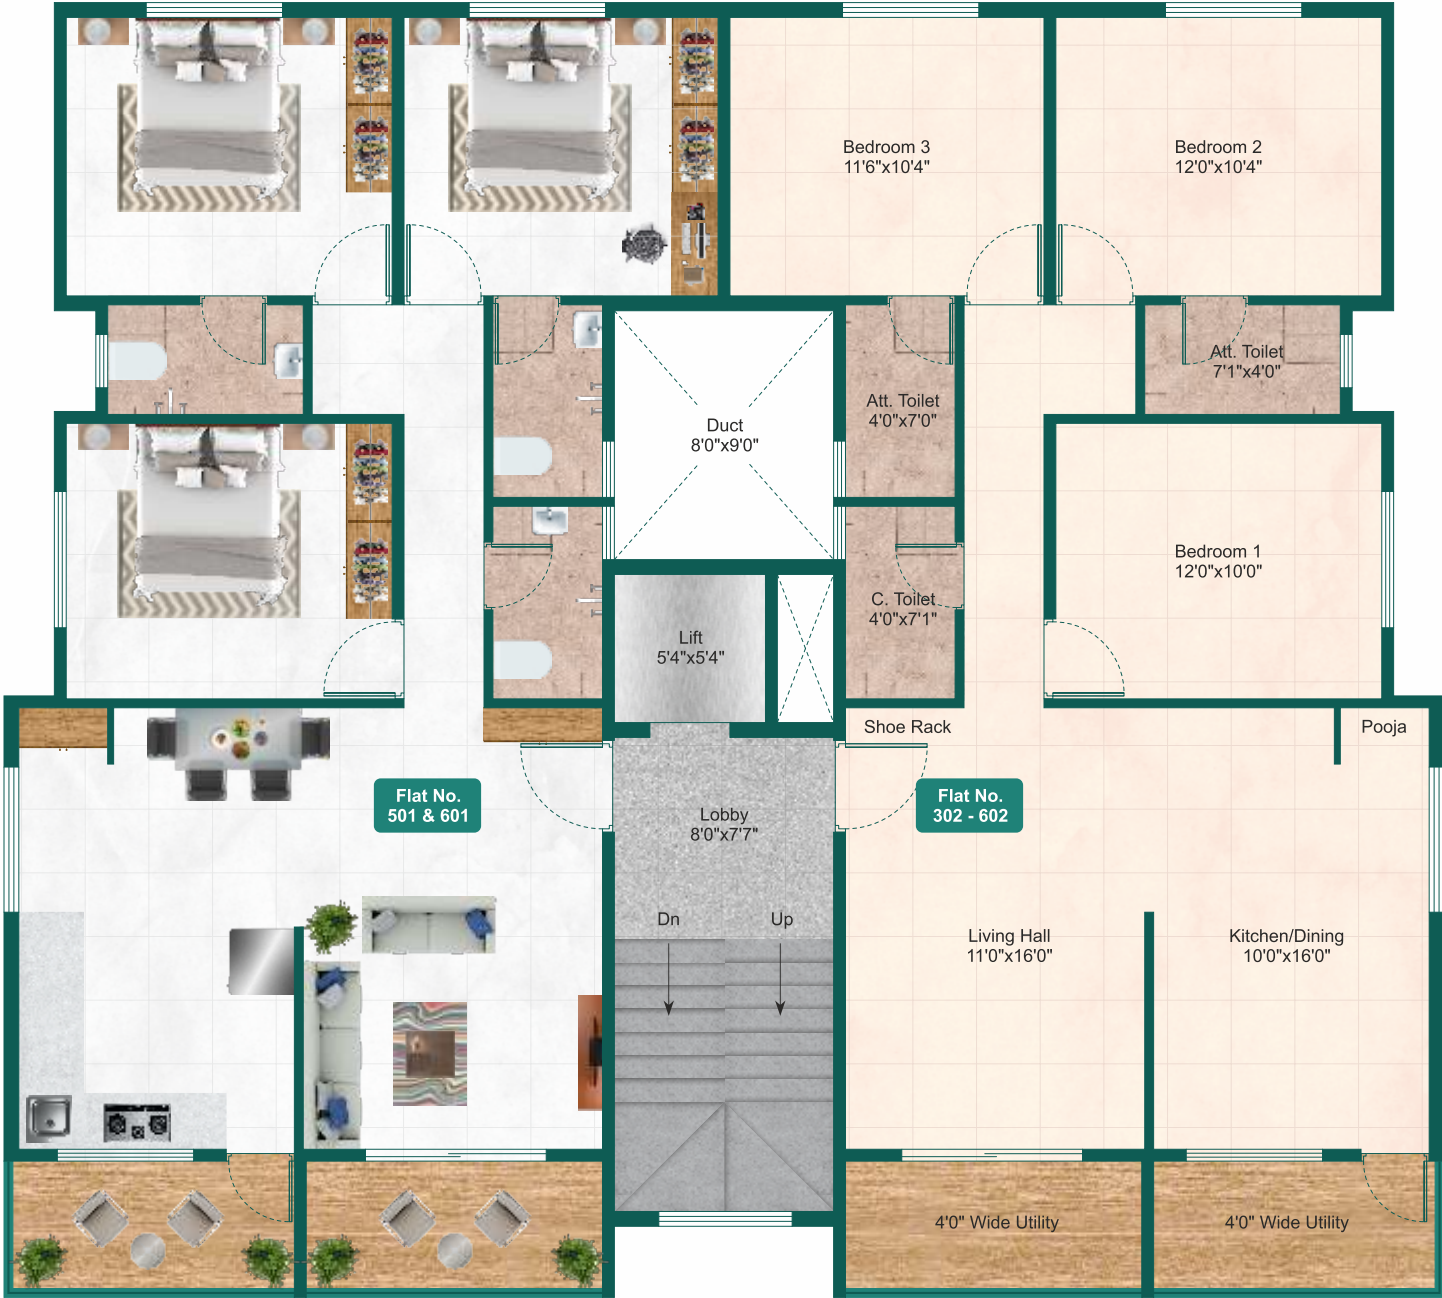 Bedroom 3
11'6"x10'4"
Bedroom 2
12'0"x10'4"
Att. Toilet
7'1"x4'0"
Att. Toilet
4'0"x7'0"
Duct
8'0"x9'0"
Bedroom 1
12'0"x10'0"
C. Toilet
4'0"x7'1"
Lift
5'4"x5'4"
Shoe Rack
Pooja
Flat No.
501 & 601
Lobby
8'0"x7'7"
Flat No.
302 - 602
Dn
Up
Living Hall
11'0"x16'0"
Kitchen/Dining
10'0"x16'0"
4'0" Wide Utility
4'0" Wide Utility